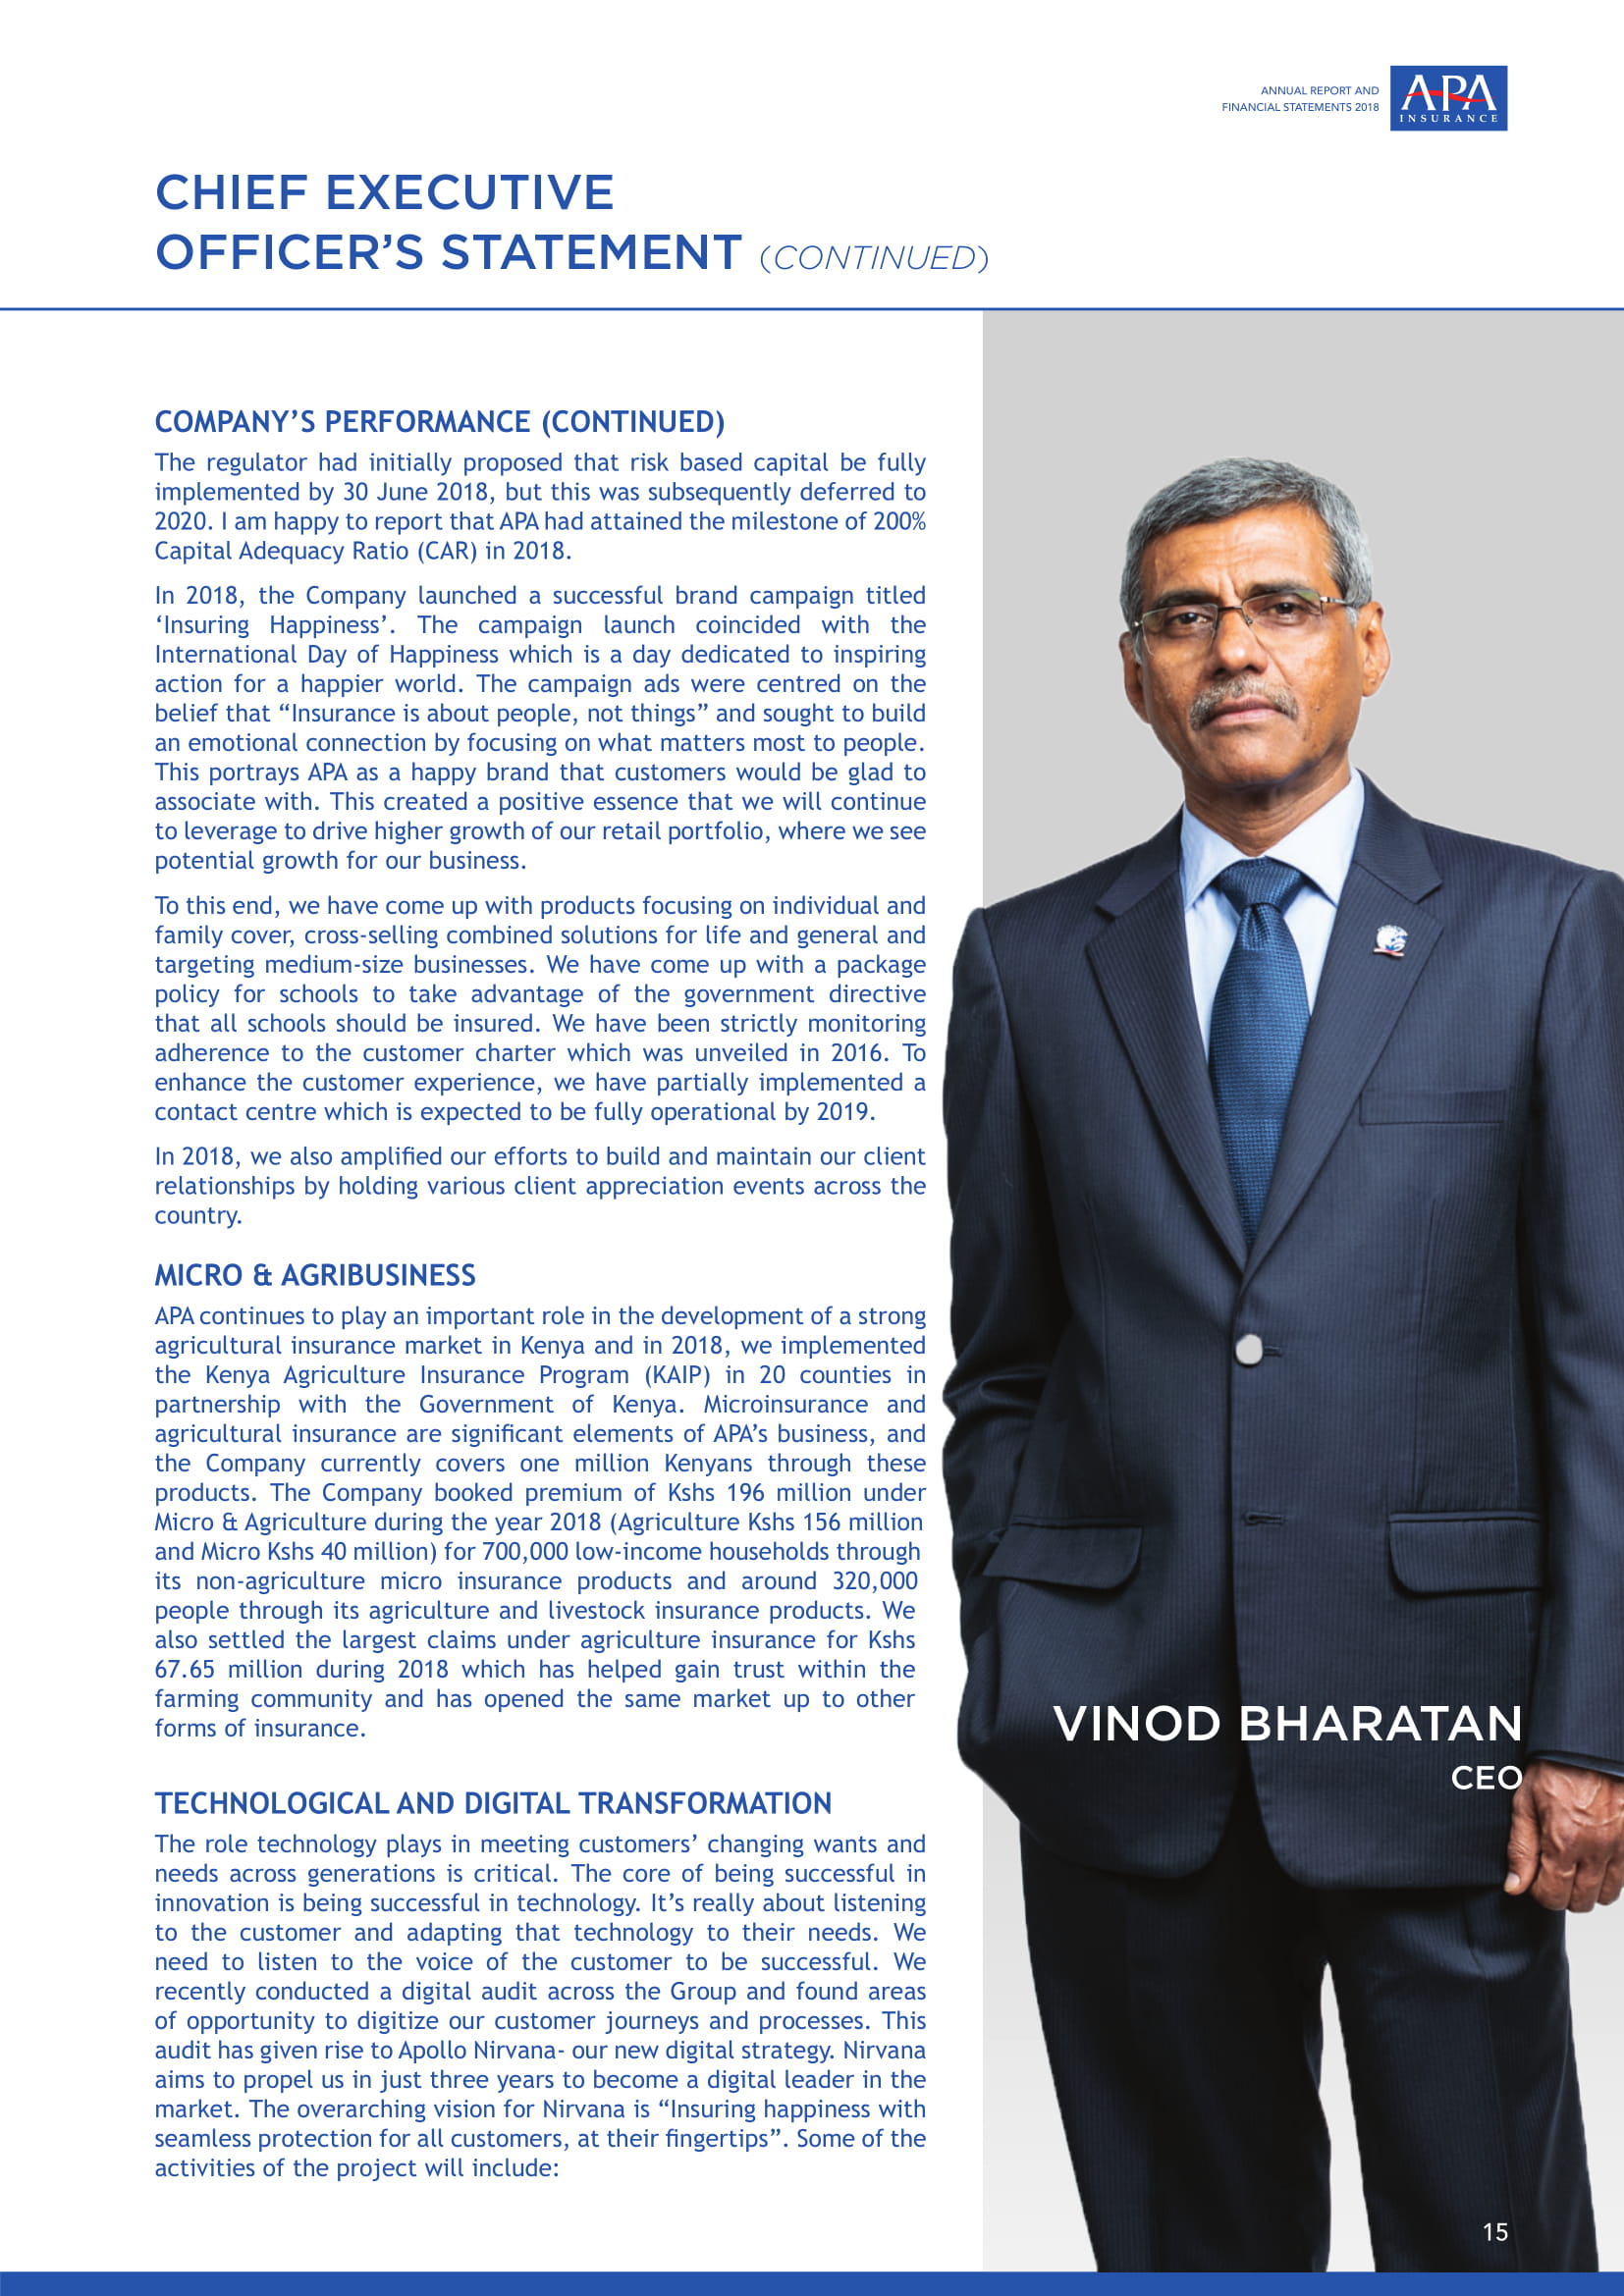 ANNUAL REPORT AND
FINANCIAL STATEMENTS 2018
APA
INSURANCE
CHIEF EXECUTIVE
OFFICER’S STATEMENT (CONTINUED)
COMPANY’S PERFORMANCE (CONTINUED)
The regulator had initially proposed that risk based capital be fully
implemented by 30 June 2018, but this was subsequently deferred to
2020. I am happy to report that APA had attained the milestone of 200%
Capital Adequacy Ratio (CAR) in 2018.
In 2018, the Company launched a successful brand campaign titled
‘Insuring Happiness’. The campaign launch coincided with the
International Day of Happiness which is a day dedicated to inspiring
action for a happier world. The campaign ads were centred on the
belief that “Insurance is about people, not things” and sought to build
an emotional connection by focusing on what matters most to people.
This portrays APA as a happy brand that customers would be glad to
associate with. This created a positive essence that we will continue
to leverage to drive higher growth of our retail portfolio, where we see
potential growth for our business.
To this end, we have come up with products focusing on individual and
family cover, cross-selling combined solutions for life and general and
targeting medium-size businesses. We have come up with a package
policy for schools to take advantage of the government directive
that all schools should be insured. We have been strictly monitoring
adherence to the customer charter which was unveiled in 2016. To
enhance the customer experience, we have partially implemented a
contact centre which is expected to be fully operational by 2019.
In 2018, we also amplified our efforts to build and maintain our client
relationships by holding various client appreciation events across the
country.
MICRO & AGRIBUSINESS
APA continues to play an important role in the development of a strong
agricultural insurance market in Kenya and in 2018, we implemented
the Kenya Agriculture Insurance Program (KAIP) in 20 counties in
partnership with the Government of Kenya. Microinsurance and
agricultural insurance are significant elements of APA’s business, and
the Company currently covers one million Kenyans through these
products. The Company booked premium of Kshs 196 million under
Micro & Agriculture during the year 2018 (Agriculture Kshs 156 million
and Micro Kshs 40 million) for 700,000 low-income households through
its non-agriculture micro insurance products and around 320,000
people through its agriculture and livestock insurance products. We
also settled the largest claims under agriculture insurance for Kshs
67.65 million during 2018 which has helped gain trust within the
farming community and has opened the same market up to other
forms of insurance.
TECHNOLOGICAL AND DIGITAL TRANSFORMATION
The role technology plays in meeting customers’ changing wants and
needs across generations is critical. The core of being successful in
innovation is being successful in technology. It’s really about listening
to the customer and adapting that technology to their needs. We
need to listen to the voice of the customer to be successful. We
recently conducted a digital audit across the Group and found areas
of opportunity to digitize our customer journeys and processes. This
audit has given rise to Apollo Nirvana- our new digital strategy. Nirvana
aims to propel us in just three years to become a digital leader in the
market. The overarching vision for Nirvana is “Insuring happiness with
seamless protection for all customers, at their fingertips”. Some of the
activities of the project will include:
VINOD BHARATAN
CEO
15